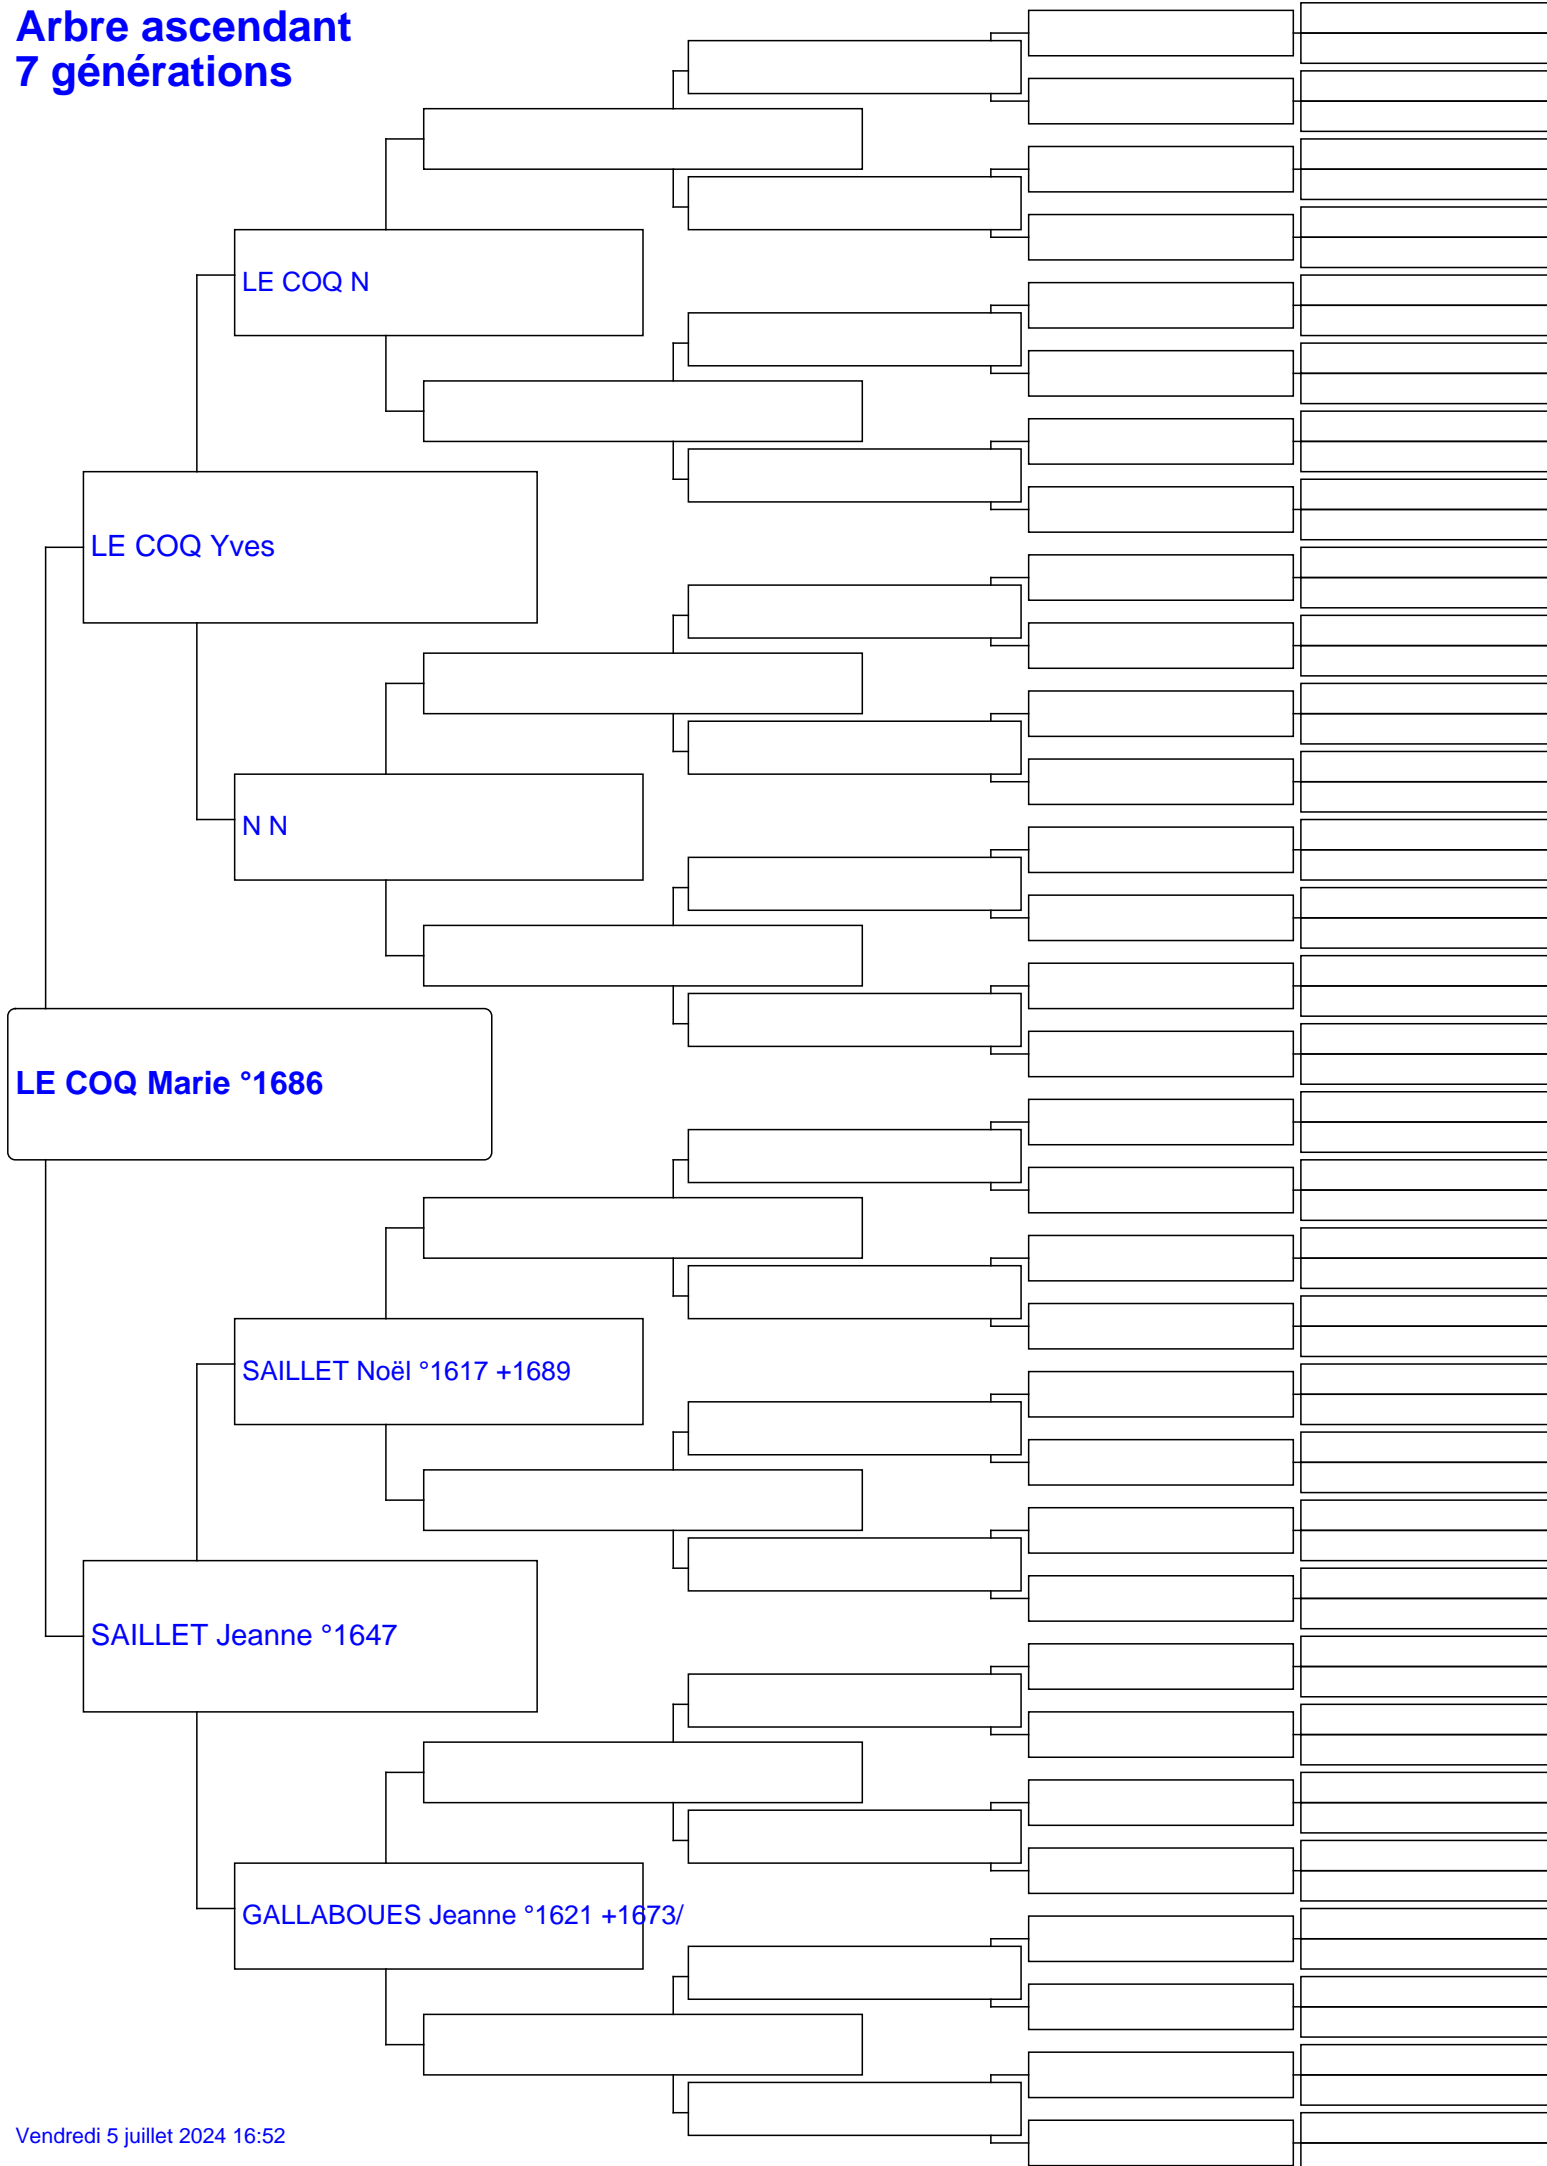 Arbre ascendant
7 générations
LE COQ N
LE COQ Yves
N N
LE COQ Marie °1686
SAILLET Noël °1617 +1689
SAILLET Jeanne °1647
GALLABOUES Jeanne °1621 +1673/
Vendredi 5 juillet 2024 16:52